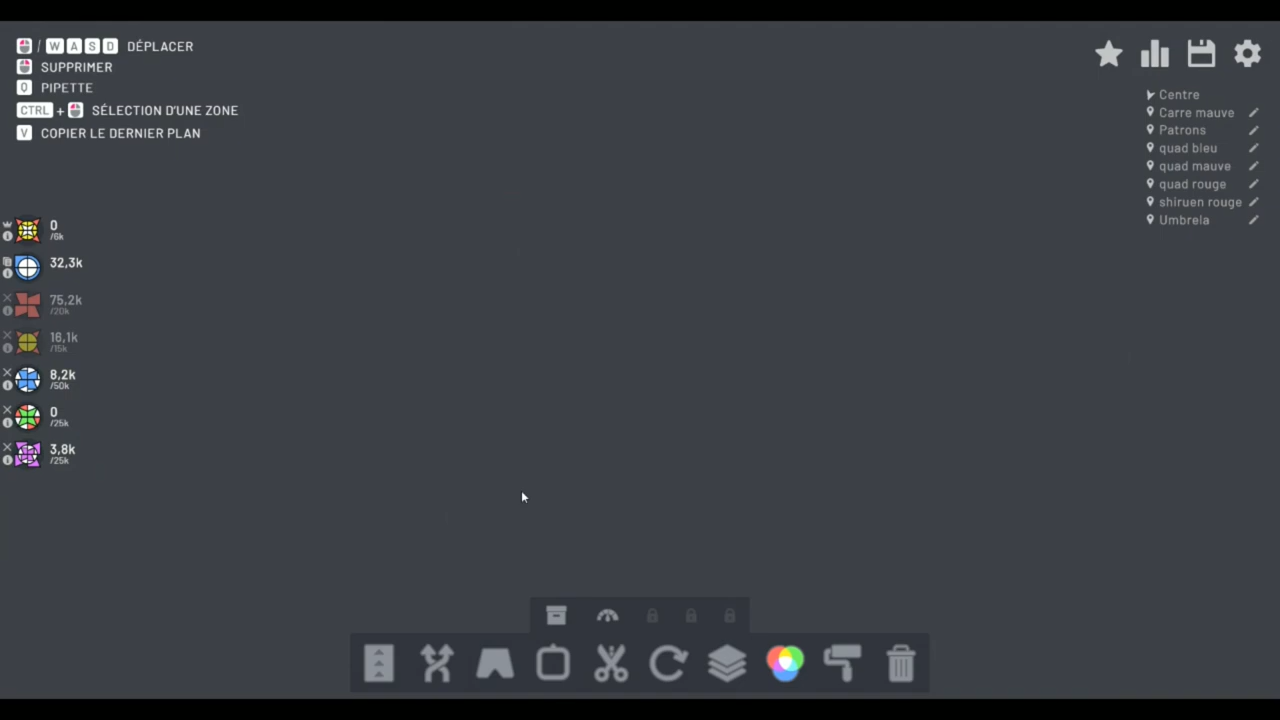 / W A S D DÉPLACER
SUPPRIMER
Q PIPETTE
CTRL + SÉLECTION D'UNE ZONE
V COPIER LE DERNIER PLAN
Centre
Carre mauve
Patrons
quad bleu
quad mauve
quad rouge
shiruen rouge
Umbrela
0
/6k
32,3k
75,2k
/20k
16,1k
/15k
8,2k
/50k
0
/25k
3,8k
/25k